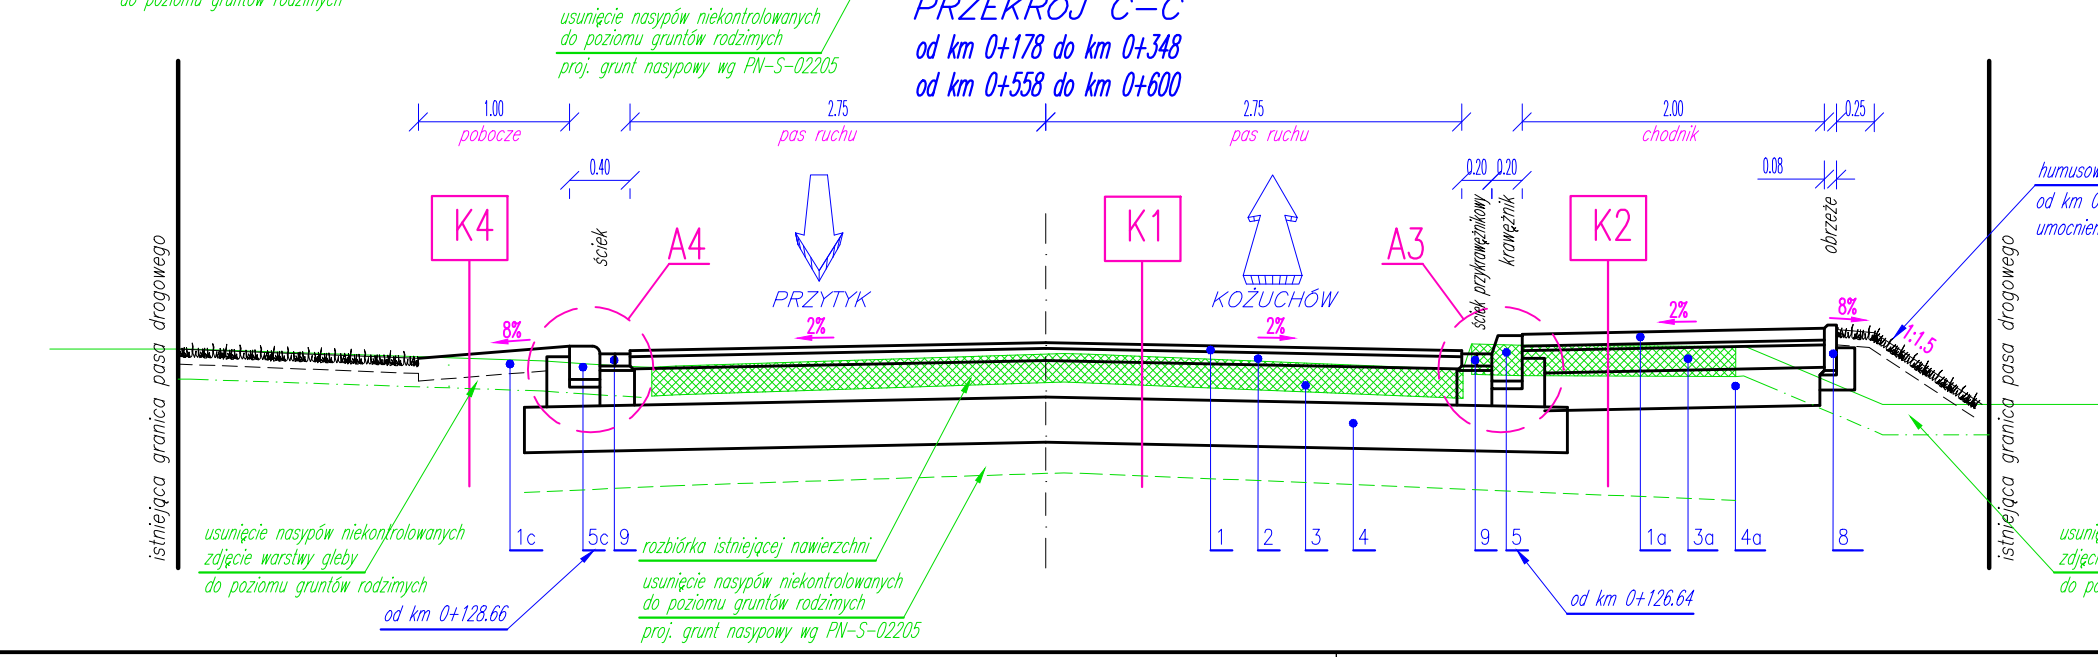 do poziomu gruntów rodzimych
usunięcie nasypów niekontrolowanych
do poziomu gruntów rodzimych
proj. grunt nasypowy wg PN-S-02205
PRZEKRÓJ C-C
od km 0+178 do km 0+348
od km 0+558 do km 0+600
1.00
2.75
2.75
2.00
0.25
pobocze
pas ruchu
pas ruchu
chodnik
0.40
0.20
0.20
0.08
K4
K1
K2
A4
A3
ściek
ściek przykrawężnikowy
krawężnik
obrzeże
od km 0
PRZYTYK
KOŻUCHÓW
istniejąca granica pasa drogowego
istniejąca granica pasa drogowego
8%
2%
2%
2%
8%
1:1.5
usunięcie nasypów niekontrolowanych
zdjęcie warstwy gleby
do poziomu gruntów rodzimych
1c
5c
9
rozbiórka istniejącej nawierzchni
usunięcie nasypów niekontrolowanych
do poziomu gruntów rodzimych
proj. grunt nasypowy wg PN-S-02205
od km 0+128.66
1
2
3
4
9
5
1a
3a
4a
8
od km 0+126.64
do